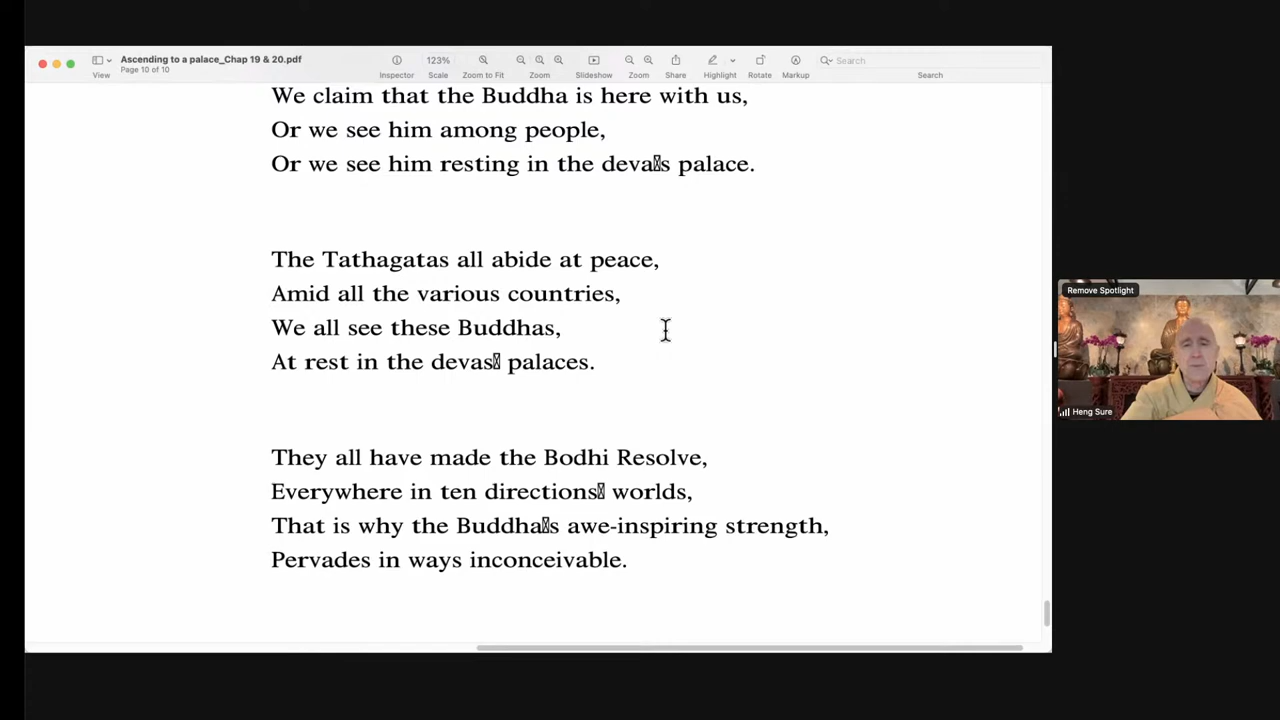 Ascending to a palace_Chap 19 & 20.pdf
Page 10 of 10
View
Inspector
123%
Scale
Zoom to Fit
Zoom
Slideshow
Zoom
Share
Highlight
Rotate
Markup
Search
Search
We claim that the Buddha is here with us,
Or we see him among people,
Or we see him resting in the deva▯s palace.
The Tathagatas all abide at peace,
Amid all the various countries,
We all see these Buddhas,
At rest in the devas▯ palaces.
They all have made the Bodhi Resolve,
Everywhere in ten directions▯ worlds,
That is why the Buddha▯s awe-inspiring strength,
Pervades in ways inconceivable.
Remove Spotlight
Heng Sure